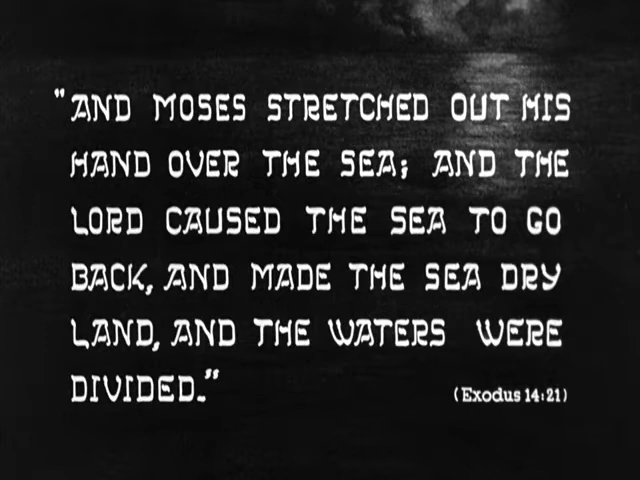 "AND MOSES STRETCHED OUT HIS
HAND OVER THE SEA; AND THE
LORD CAUSED THE SEA TO GO
BACK, AND MADE THE SEA DRY
LAND, AND THE WATERS WERE
DIVIDED."
(Exodus 14:21)